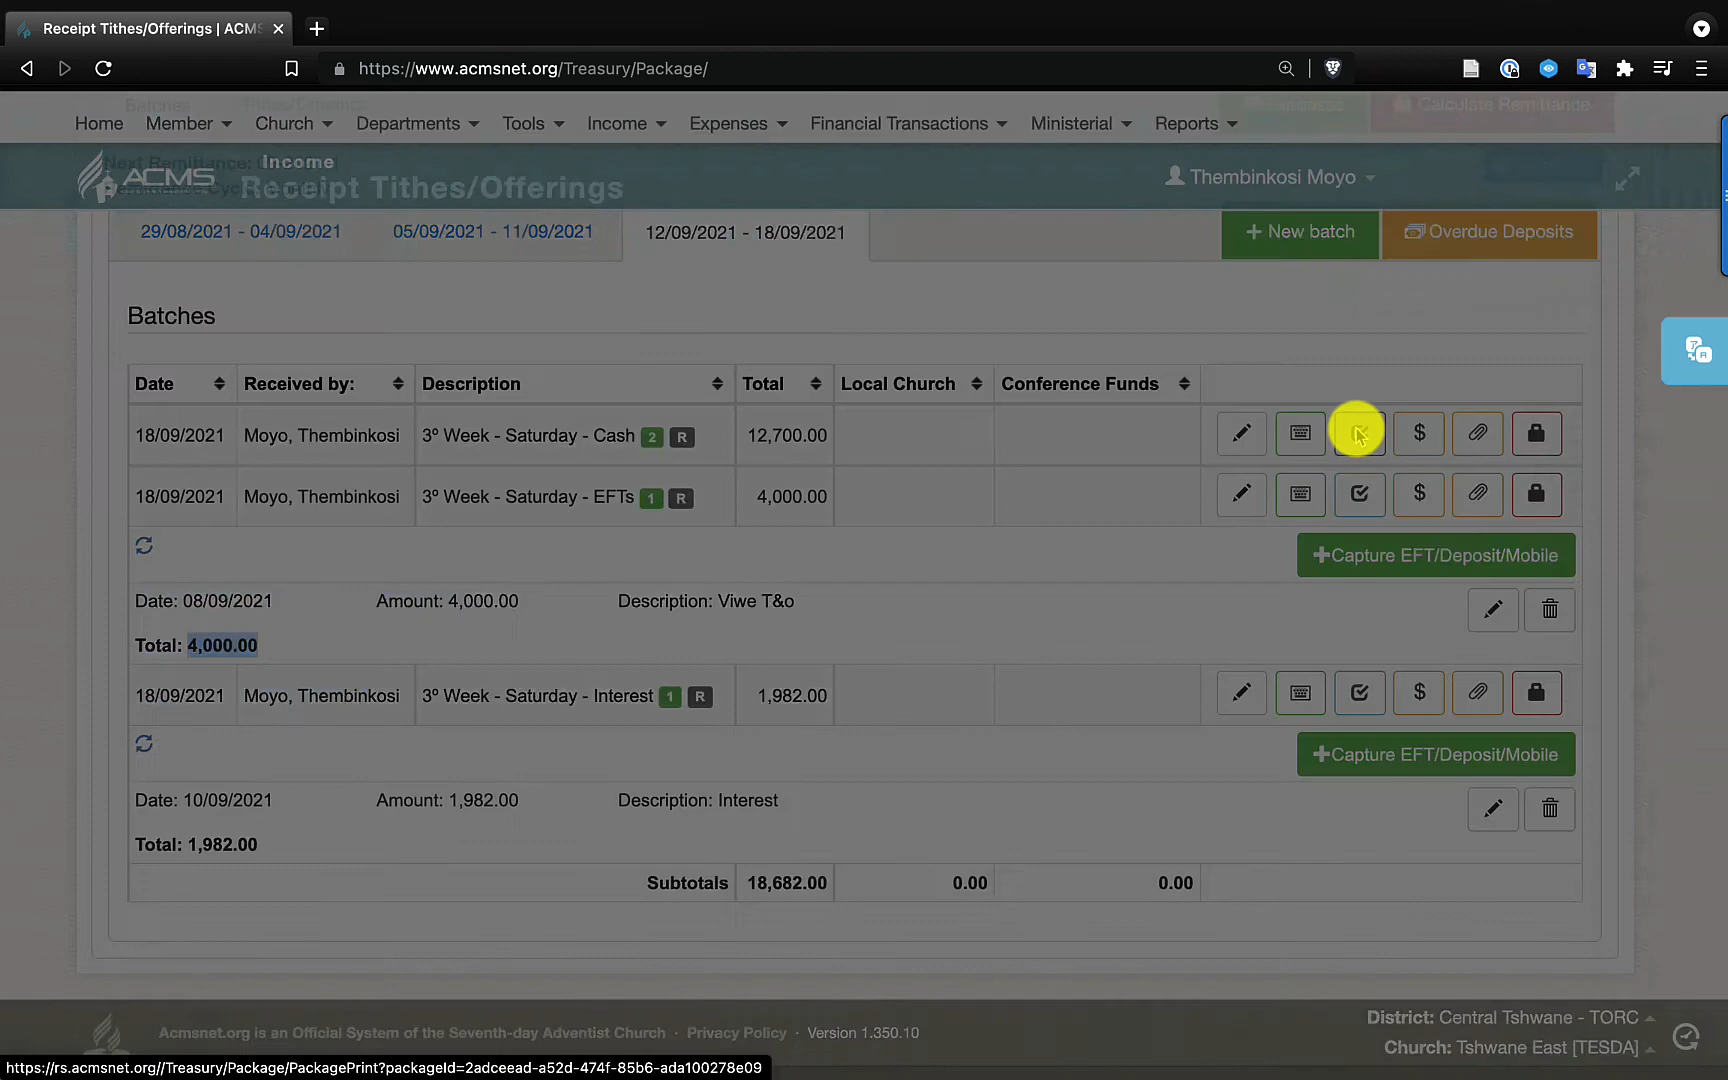 Receipt Tithes/Offerings | ACMS
https://www.acmsnet.org/Treasury/Package/
Batches Tithes/Offerings
Calculate Remittance
Home Member Church Departments Tools Income Expenses Financial Transactions Ministerial Reports
Next Remittance:
Income
ACMS
Receipt Tithes/Offerings
Thembinkosi Moyo
29/08/2021 - 04/09/2021 05/09/2021 - 11/09/2021 12/09/2021 - 18/09/2021 New batch Overdue Deposits
Batches
Date Received by: Description Total Local Church Conference Funds
18/09/2021 Moyo, Thembinkosi 3º Week - Saturday - Cash 2 R 12,700.00 $
18/09/2021 Moyo, Thembinkosi 3º Week - Saturday - EFTs 1 R 4,000.00 $
+Capture EFT/Deposit/Mobile
Date: 08/09/2021 Amount: 4,000.00 Description: Viwe T&o
Total: 4,000.00
18/09/2021 Moyo, Thembinkosi 3º Week - Saturday - Interest 1 R 1,982.00 $
+Capture EFT/Deposit/Mobile
Date: 10/09/2021 Amount: 1,982.00 Description: Interest
Total: 1,982.00
Subtotals 18,682.00 0.00 0.00
Acmsnet.org is an Official System of the Seventh-day Adventist Church · Privacy Policy · Version 1.350.10
District: Central Tshwane - TORC
Church: Tshwane East [TESDA]
https://rs.acmsnet.org//Treasury/Package/PackagePrint?packageId=2adceead-a52d-474f-85b6-ada100278e09